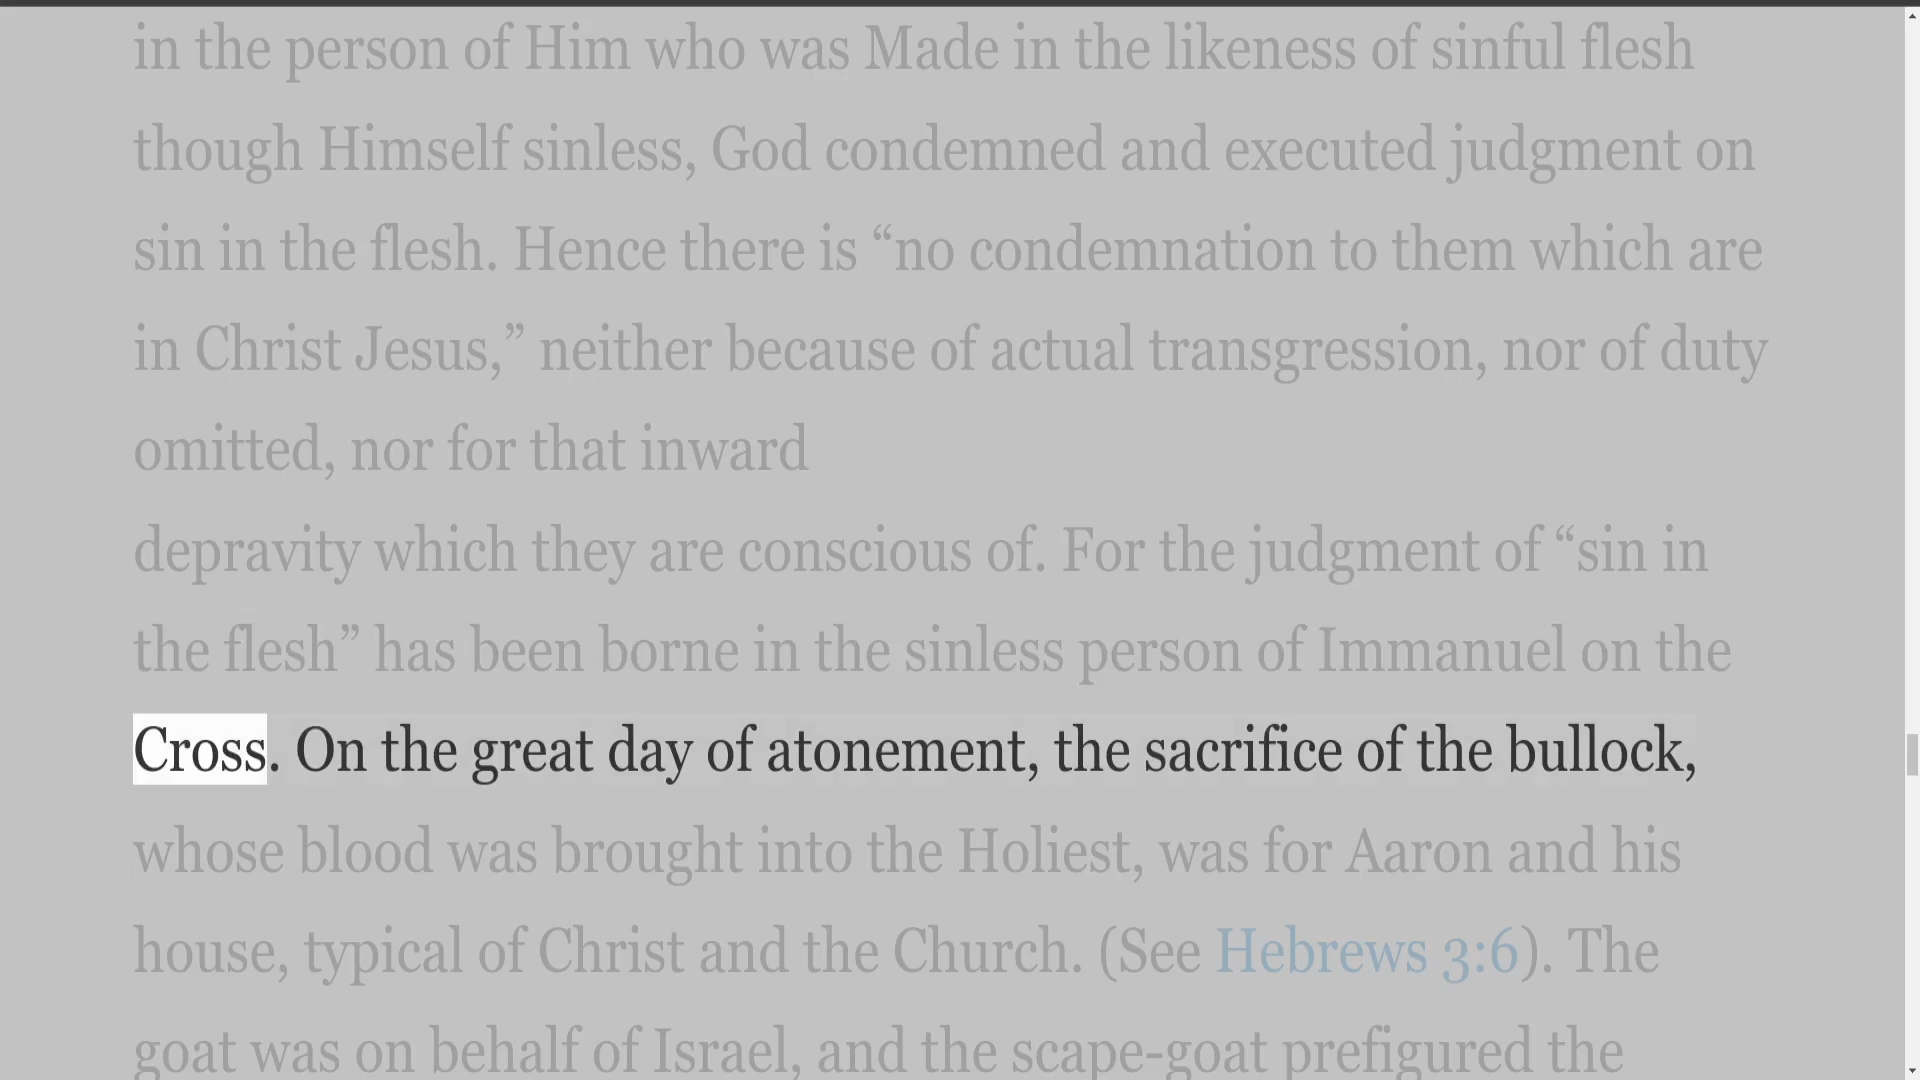 in the person of Him who was Made in the likeness of sinful flesh
though Himself sinless, God condemned and executed judgment on
sin in the flesh. Hence there is “no condemnation to them which are
in Christ Jesus,” neither because of actual transgression, nor of duty
omitted, nor for that inward
depravity which they are conscious of. For the judgment of “sin in
the flesh” has been borne in the sinless person of Immanuel on the
Cross. On the great day of atonement, the sacrifice of the bullock,
whose blood was brought into the Holiest, was for Aaron and his
house, typical of Christ and the Church. (See Hebrews 3:6). The
goat was on behalf of Israel, and the scape-goat prefigured the